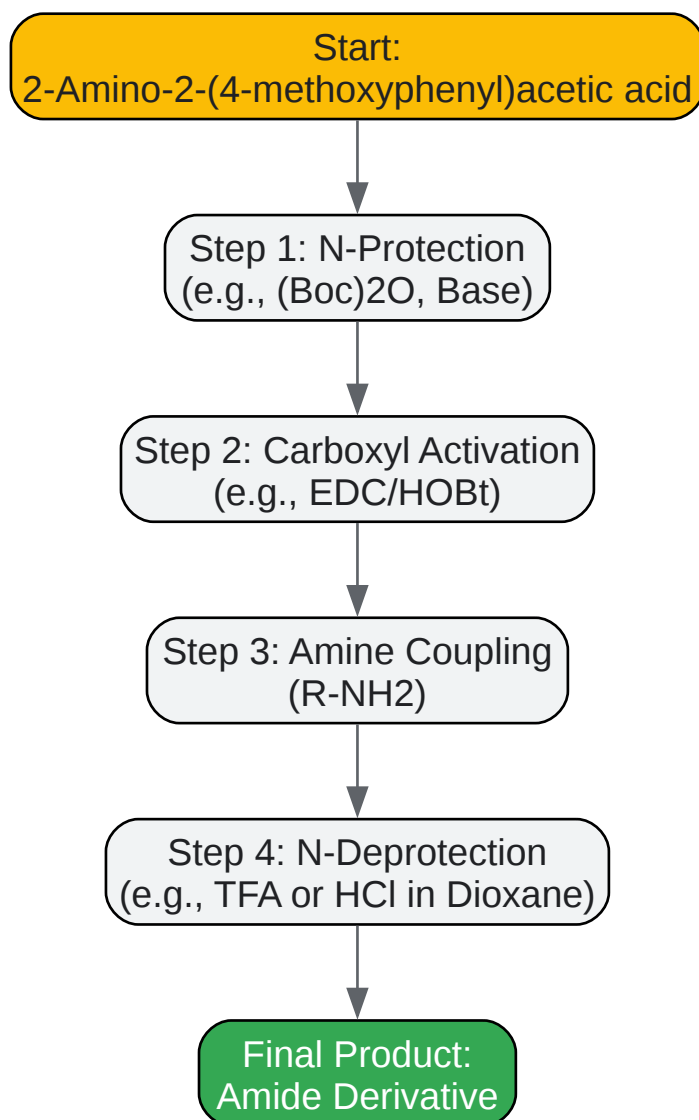 Start:
2-Amino-2-(4-methoxyphenyl)acetic acid
Step 1: N-Protection
(e.g., (Boc)2O, Base)
Step 2: Carboxyl Activation
(e.g., EDC/HOBt)
Step 3: Amine Coupling
(R-NH2)
Step 4: N-Deprotection
(e.g., TFA or HCl in Dioxane)
Final Product:
Amide Derivative